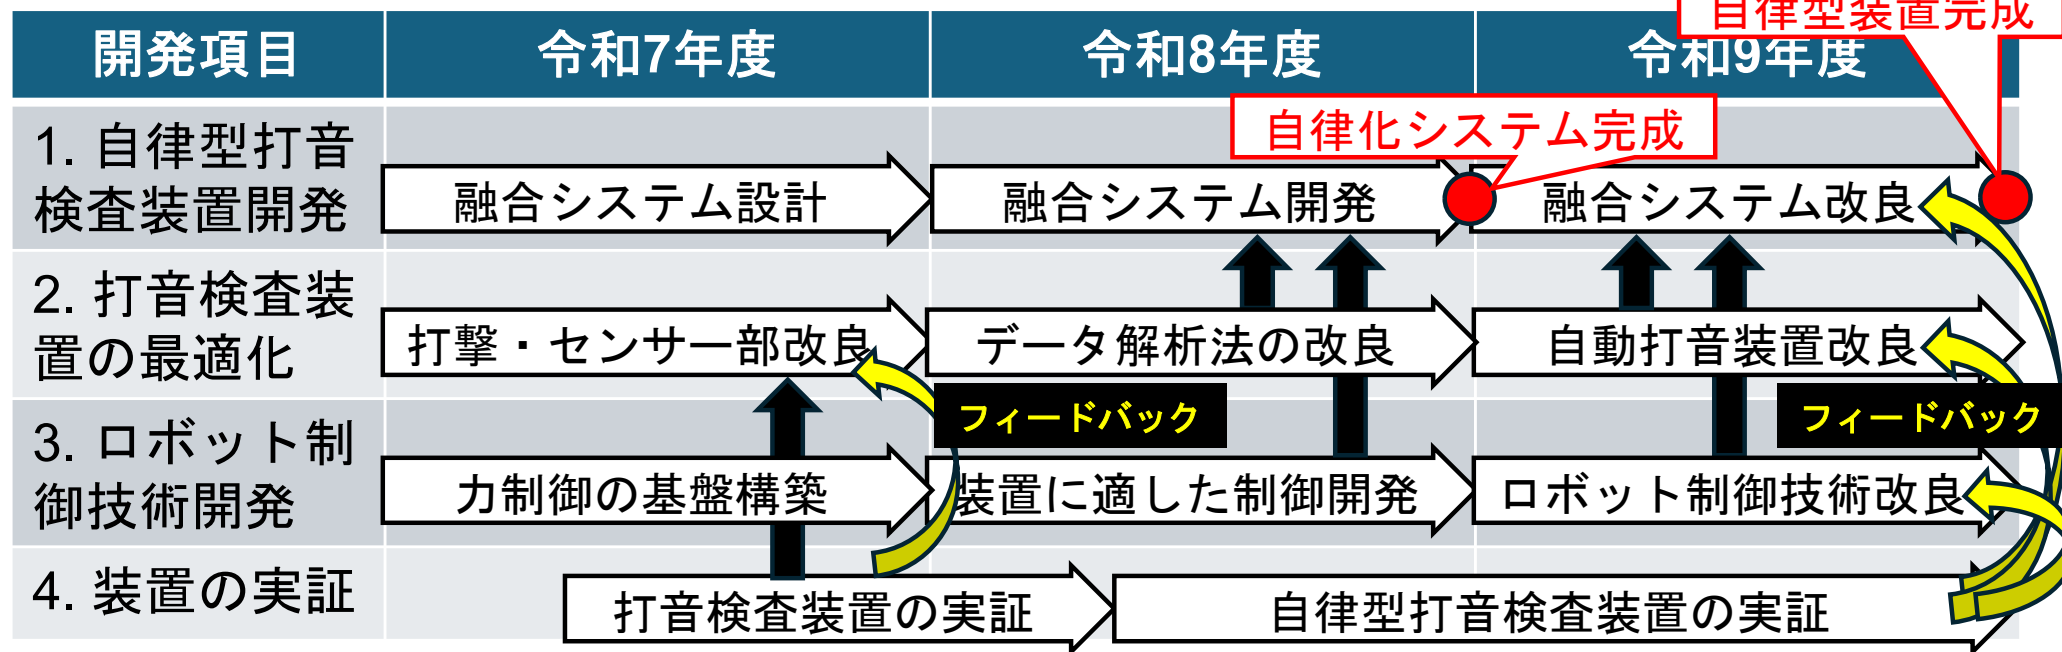 自律型装置完成
開発項目
令和7年度
令和8年度
令和9年度
自律化システム完成
1. 自律型打音
検査装置開発
融合システム設計
融合システム開発
融合システム改良
2. 打音検査装
置の最適化
打撃・センサー部改良
データ解析法の改良
自動打音装置改良
フィードバック
フィードバック
3. ロボット制
御技術開発
力制御の基盤構築
装置に適した制御開発
ロボット制御技術改良
4. 装置の実証
打音検査装置の実証
自律型打音検査装置の実証